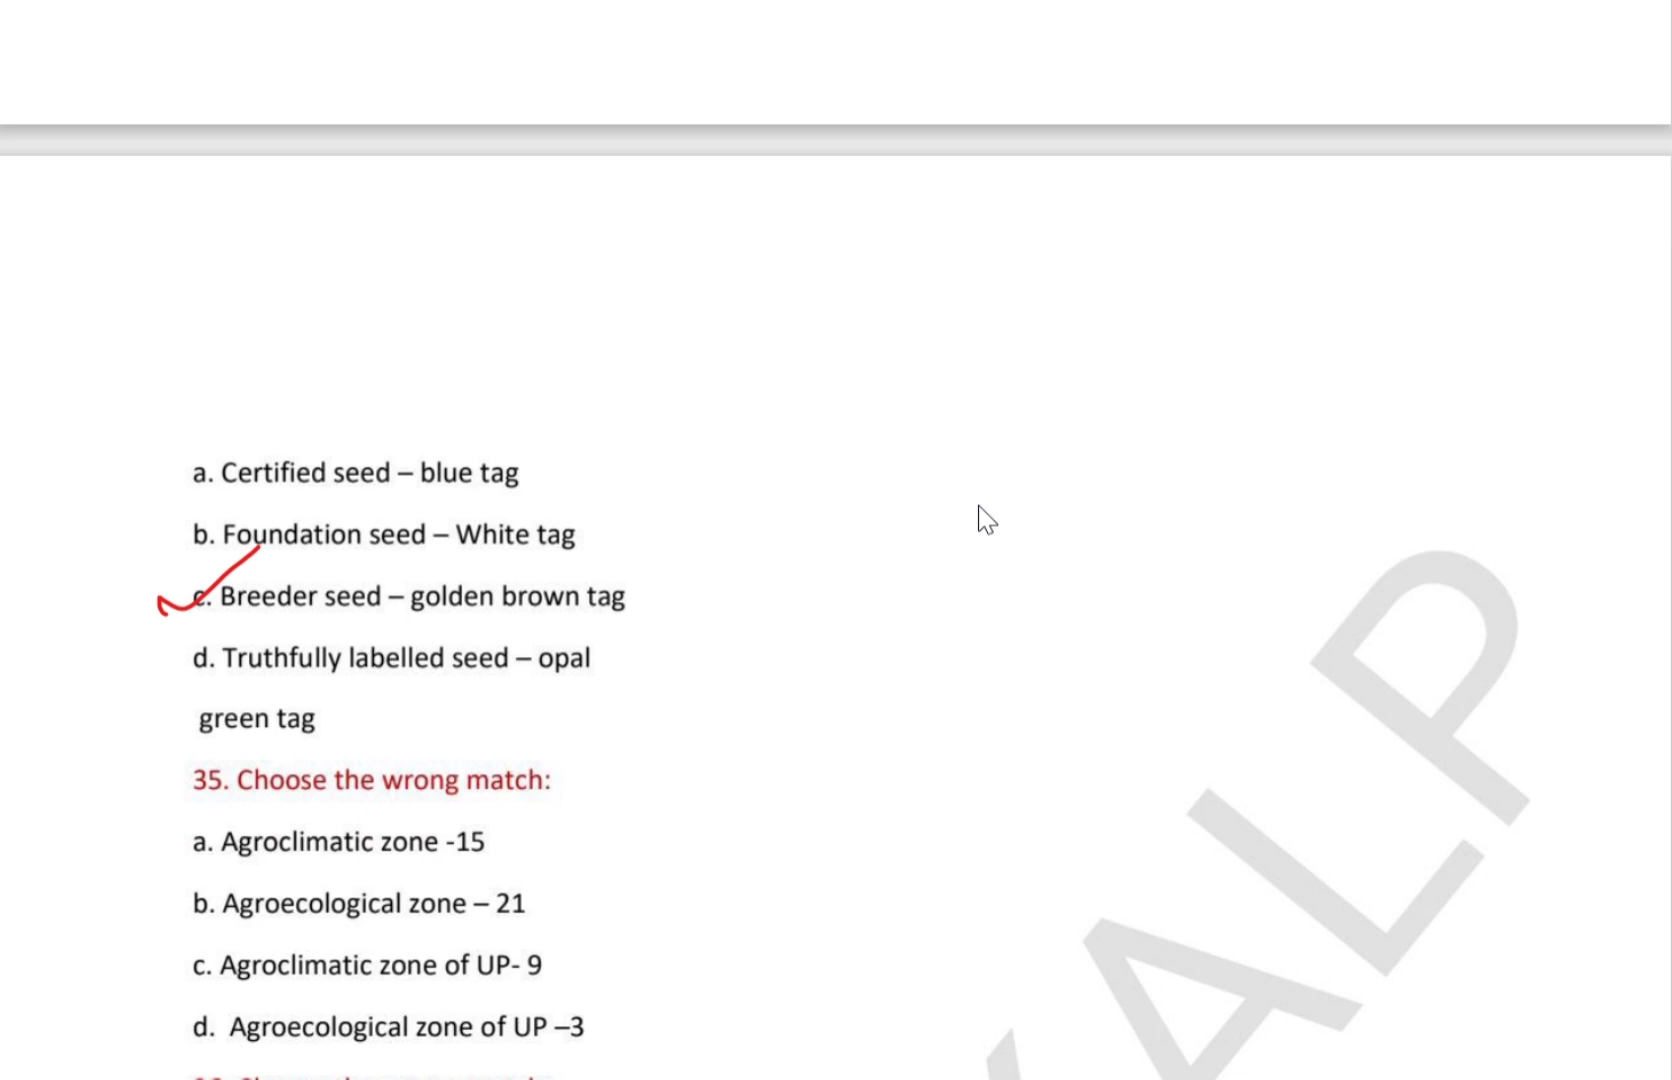 a. Certified seed – blue tag
b. Foundation seed – White tag
c. Breeder seed – golden brown tag
d. Truthfully labelled seed – opal
green tag
35. Choose the wrong match:
a. Agroclimatic zone -15
b. Agroecological zone – 21
c. Agroclimatic zone of UP- 9
d.  Agroecological zone of UP –3
ALP